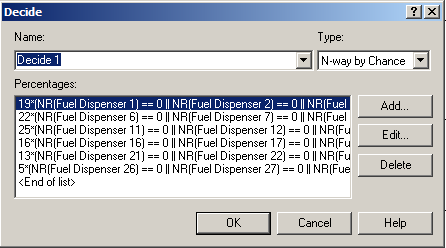 Decide
Name:
Type:
Decide 1
N-way by Chance
Percentages:
19*(NR(Fuel Dispenser 1) == 0 || NR(Fuel Dispenser 2) == 0 || NR(Fuel
22*(NR(Fuel Dispenser 6) == 0 || NR(Fuel Dispenser 7) == 0 || NR(Fue
25*(NR(Fuel Dispenser 11) == 0 || NR(Fuel Dispenser 12) == 0 || NR(F
16*(NR(Fuel Dispenser 16) == 0 || NR(Fuel Dispenser 17) == 0 || NR(F
13*(NR(Fuel Dispenser 21) == 0 || NR(Fuel Dispenser 22) == 0 || NR(F
5*(NR(Fuel Dispenser 26) == 0 || NR(Fuel Dispenser 27) == 0 || NR(Fue
<End of list>
Add...
Edit...
Delete
OK
Cancel
Help